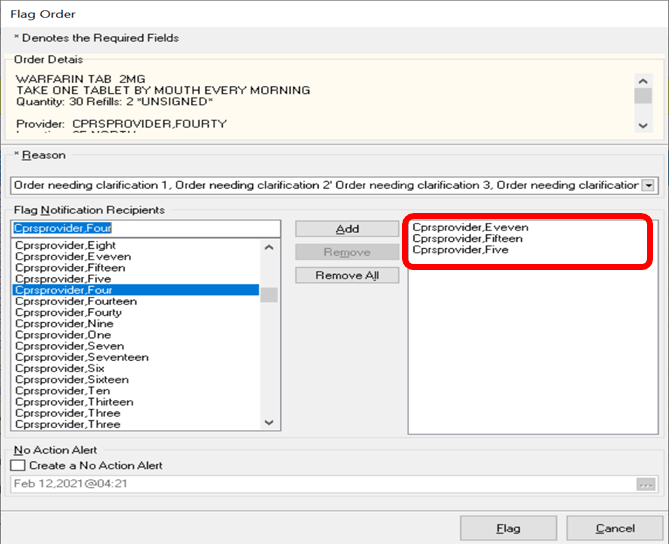 Flag Order
* Denotes the Required Fields
Order Detais
WARFARIN TAB 2MG
TAKE ONE TABLET BY MOUTH EVERY MORNING
Quantity: 30 Refills: 2 *UNSIGNED*
Provider: CPRSPROVIDER,FOURTY
* Reason
Order needing clarification 1, Order needing clarification 2' Order needing clarification 3, Order needing clarification
Flag Notification Recipients
Cprsprovider,Four
Cprsprovider,Eight
Cprsprovider,Eveven
Cprsprovider,Fifteen
Cprsprovider,Five
Cprsprovider,Four
Cprsprovider,Fourteen
Cprsprovider,Fourty
Cprsprovider,Nine
Cprsprovider,One
Cprsprovider,Seven
Cprsprovider,Seventeen
Cprsprovider,Six
Cprsprovider,Sixteen
Cprsprovider,Ten
Cprsprovider,Thirteen
Cprsprovider,Three
Cprsprovider,Three
Add
Remove
Remove All
Cprsprovider,Eveven
Cprsprovider,Fifteen
Cprsprovider,Five
No Action Alert
Create a No Action Alert
Feb 12,2021@04:21
...
Flag
Cancel